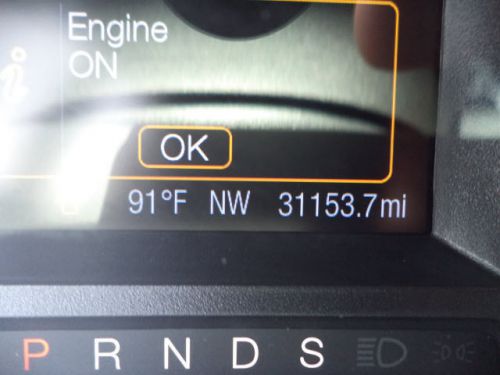 Engine
ON
OK
91°F NW 31153.7mi
P R N D S